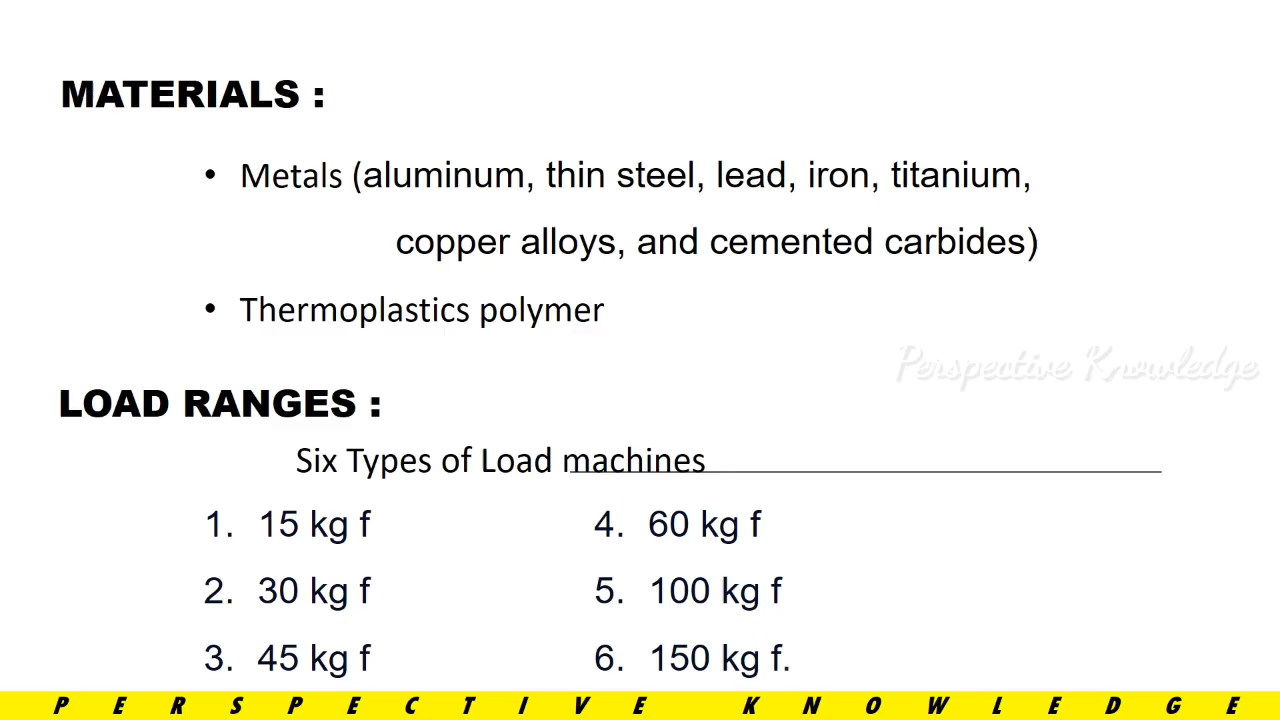 MATERIALS :
• Metals (aluminum, thin steel, lead, iron, titanium,
copper alloys, and cemented carbides)
• Thermoplastics polymer
Perspective Knowledge
LOAD RANGES :
Six Types of Load machines
1. 15 kg f
2. 30 kg f
3. 45 kg f
4. 60 kg f
5. 100 kg f
6. 150 kg f.
PERSPECTIVE KNOWLEDGE